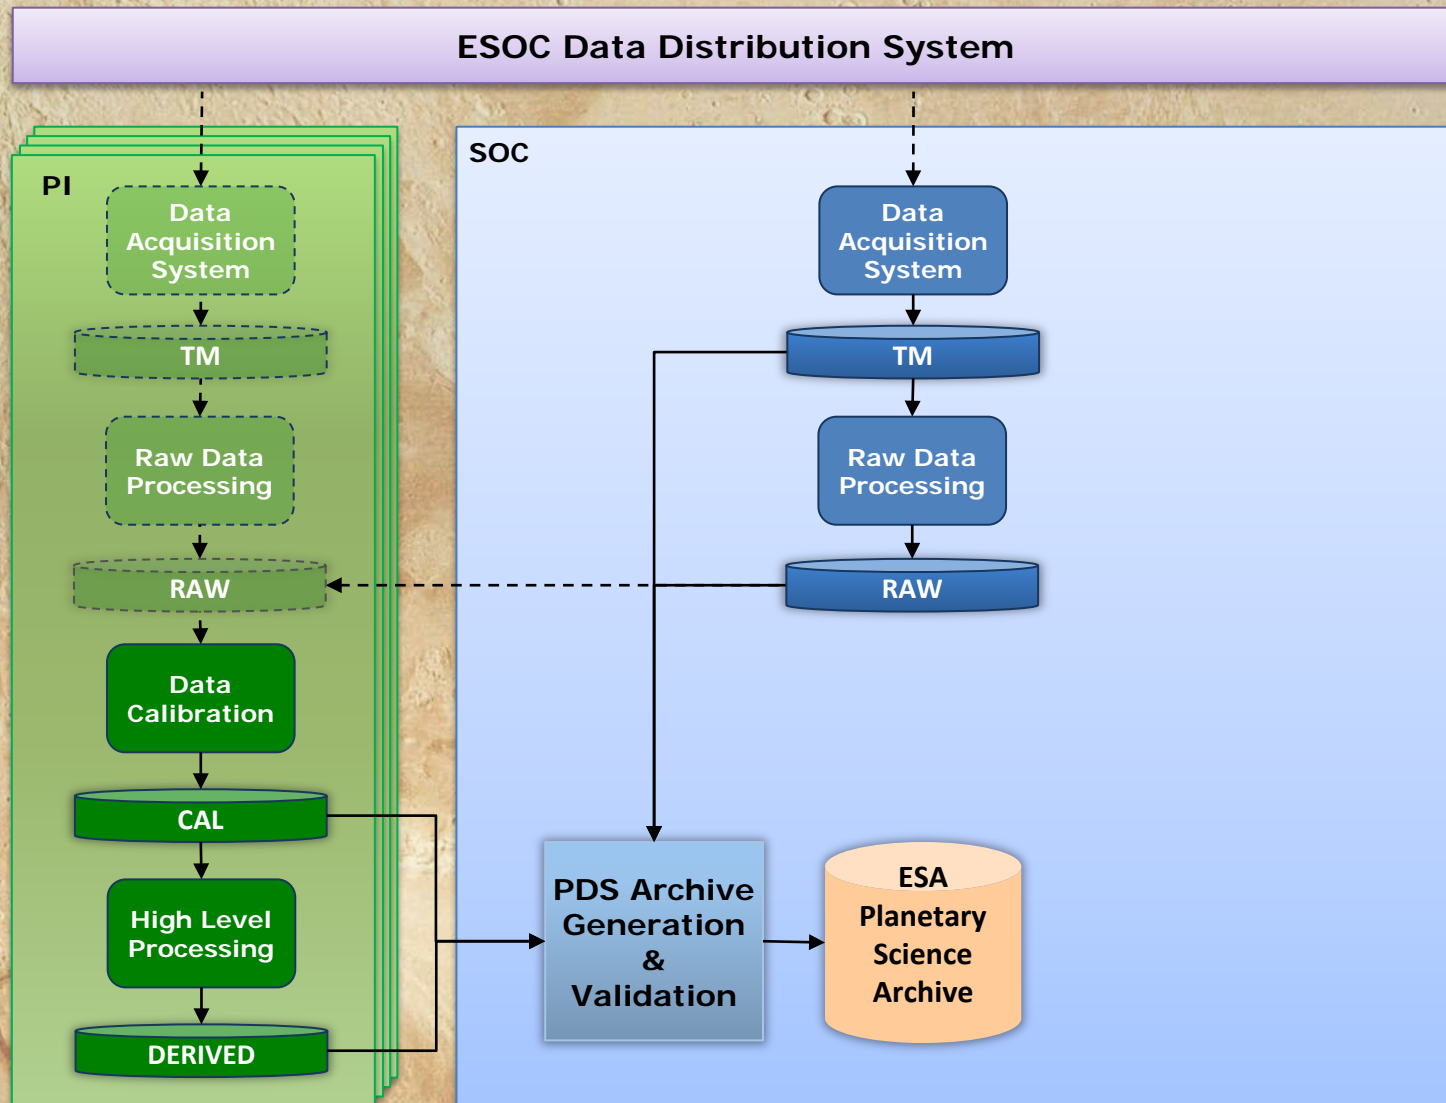 ESOC Data Distribution System
PI
Data
Acquisition
System
TM
Raw Data
Processing
RAW
Data
Calibration
CAL
High Level
Processing
DERIVED
SOC
Data
Acquisition
System
TM
Raw Data
Processing
RAW
PDS Archive
Generation
&
Validation
ESA
Planetary
Science
Archive